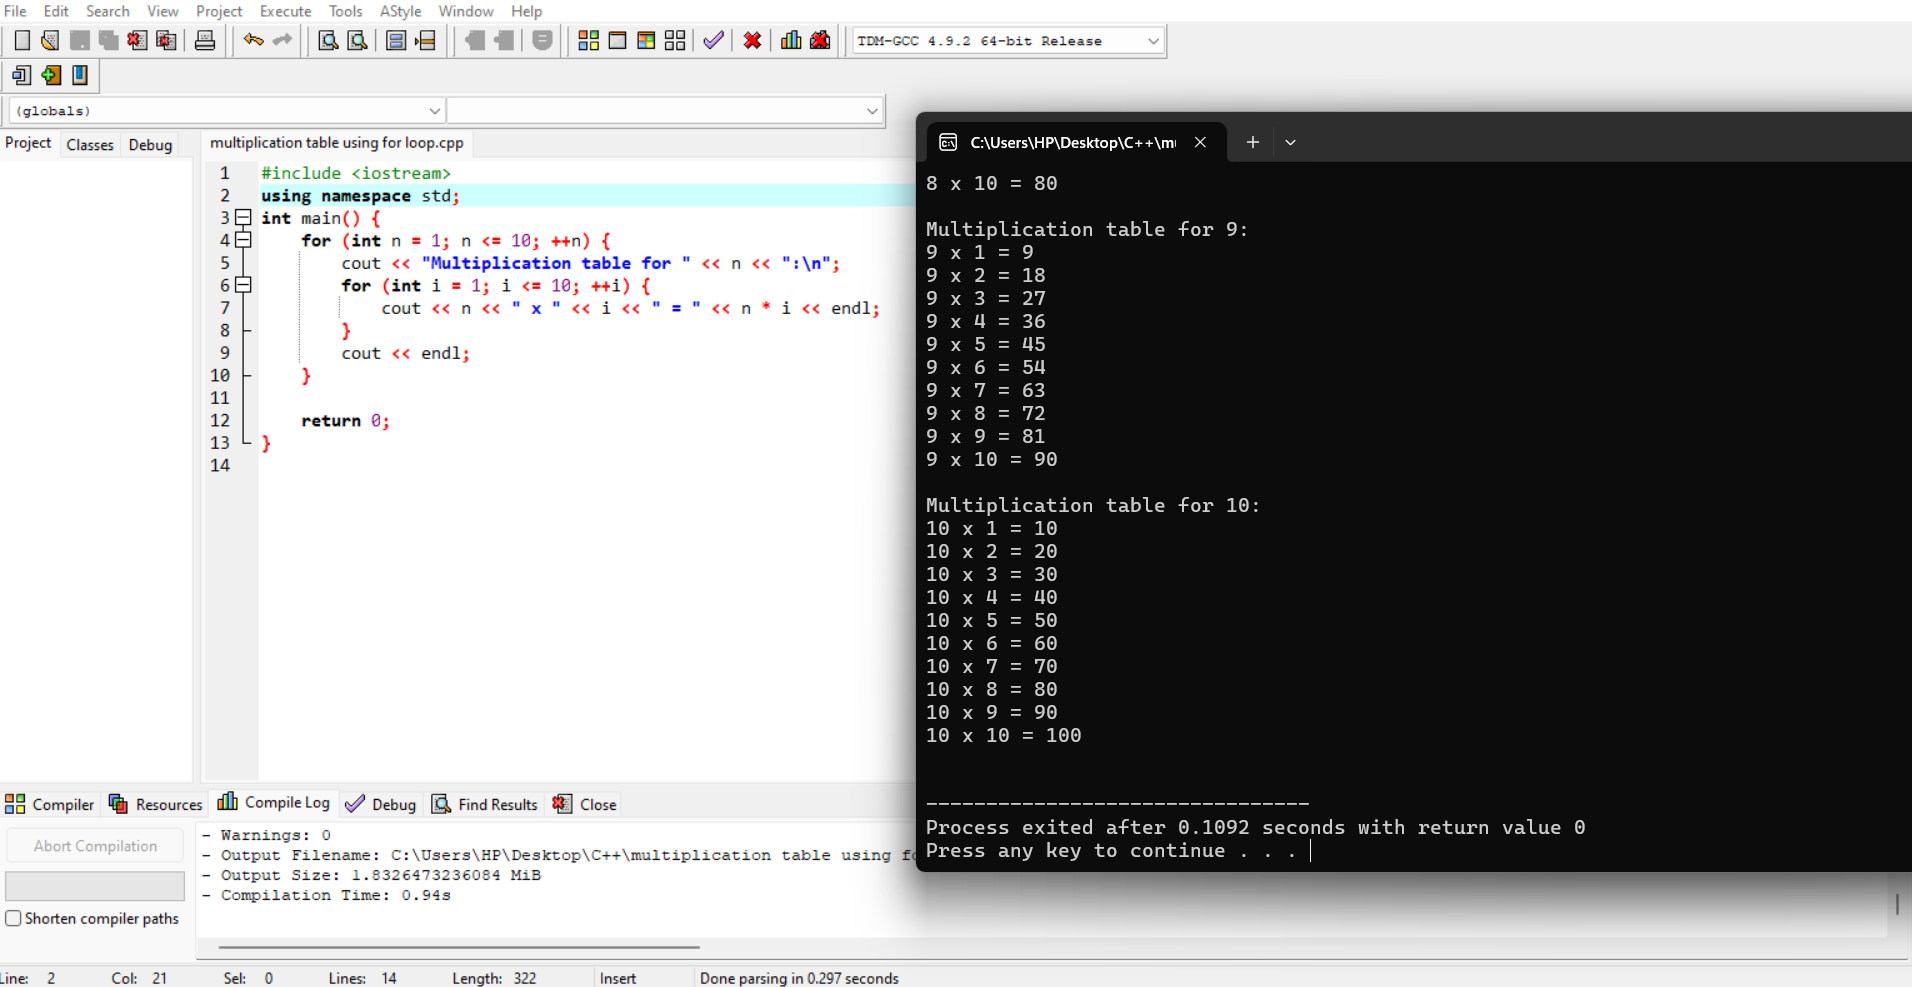 File Edit Search View Project Execute Tools AStyle Window Help
TDM-GCC 4.9.2 64-bit Release
(globals)
Project Classes Debug
multiplication table using for loop.cpp
1 #include <iostream>
2 using namespace std;
3 int main() {
4     for (int n = 1; n <= 10; ++n) {
5         cout << "Multiplication table for " << n << ":\n";
6         for (int i = 1; i <= 10; ++i) {
7             cout << n << " x " << i << " = " << n * i << endl;
8         }
9         cout << endl;
10     }
11
12     return 0;
13 }
14
C:\Users\HP\Desktop\C++\mu
8 x 10 = 80
Multiplication table for 9:
9 x 1 = 9
9 x 2 = 18
9 x 3 = 27
9 x 4 = 36
9 x 5 = 45
9 x 6 = 54
9 x 7 = 63
9 x 8 = 72
9 x 9 = 81
9 x 10 = 90
Multiplication table for 10:
10 x 1 = 10
10 x 2 = 20
10 x 3 = 30
10 x 4 = 40
10 x 5 = 50
10 x 6 = 60
10 x 7 = 70
10 x 8 = 80
10 x 9 = 90
10 x 10 = 100
--------------------------------
Process exited after 0.1092 seconds with return value 0
Press any key to continue . . .
Compiler Resources Compile Log Debug Find Results Close
Abort Compilation
Shorten compiler paths
- Warnings: 0
- Output Filename: C:\Users\HP\Desktop\C++\multiplication table using fo
- Output Size: 1.8326473236084 MiB
- Compilation Time: 0.94s
Line: 2 Col: 21 Sel: 0 Lines: 14 Length: 322 Insert Done parsing in 0.297 seconds